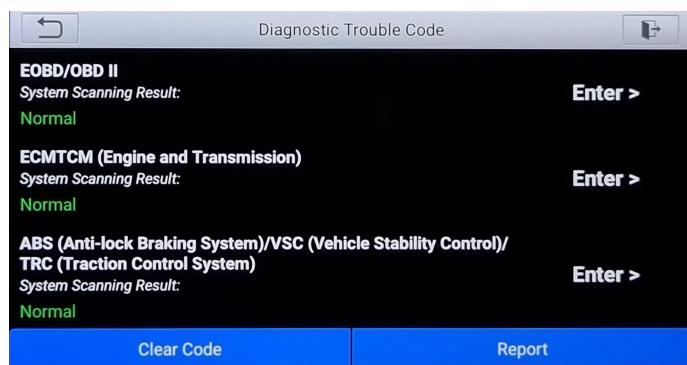 Diagnostic Trouble Code
EOBD/OBD II
System Scanning Result:
Enter >
Normal
ECMTCM (Engine and Transmission)
System Scanning Result:
Enter >
Normal
ABS (Anti-lock Braking System)/VSC (Vehicle Stability Control)/
TRC (Traction Control System)
Enter >
System Scanning Result:
Normal
Clear Code
Report